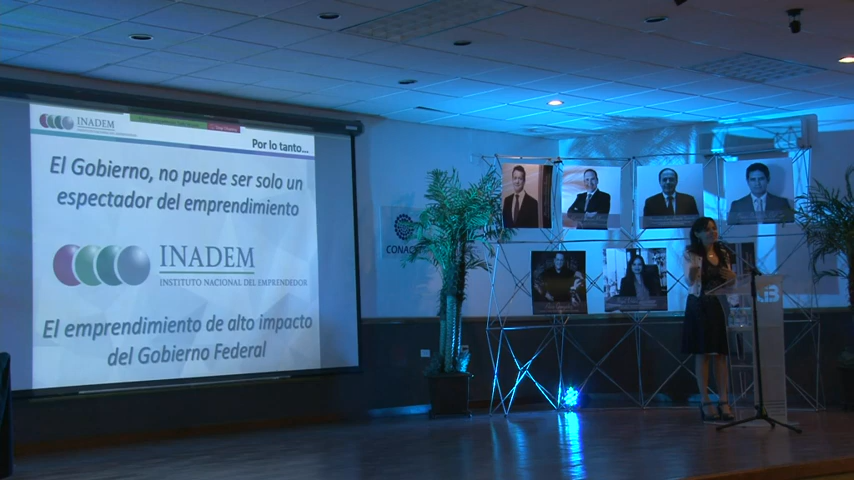 INADEM
Por lo tanto...
El Gobierno, no puede ser solo un
espectador del emprendimiento
INADEM
INSTITUTO NACIONAL DEL EMPRENDEDOR
El emprendimiento de alto impacto
del Gobierno Federal